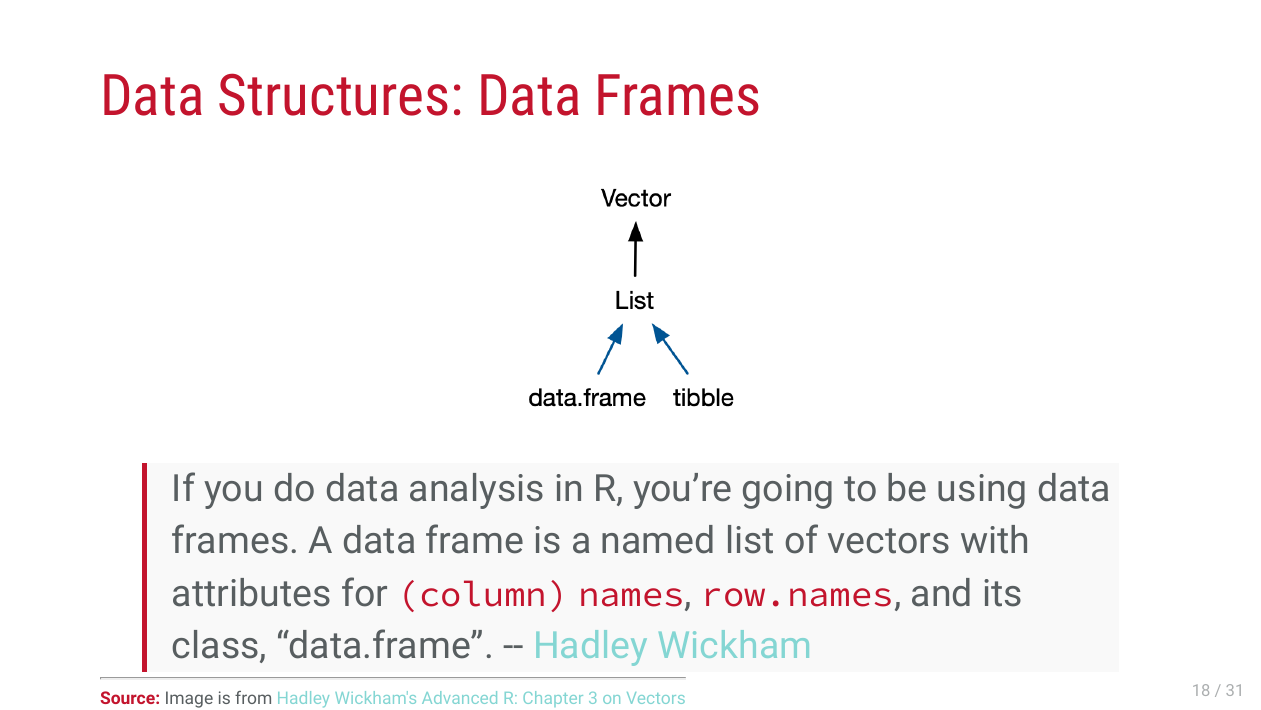 Data Structures: Data Frames
Vector
List
data.frame tibble
If you do data analysis in R, you’re going to be using data
frames. A data frame is a named list of vectors with
attributes for (column) names, row.names, and its
class, “data.frame”. -- Hadley Wickham
Source: Image is from Hadley Wickham's Advanced R: Chapter 3 on Vectors
18 / 31